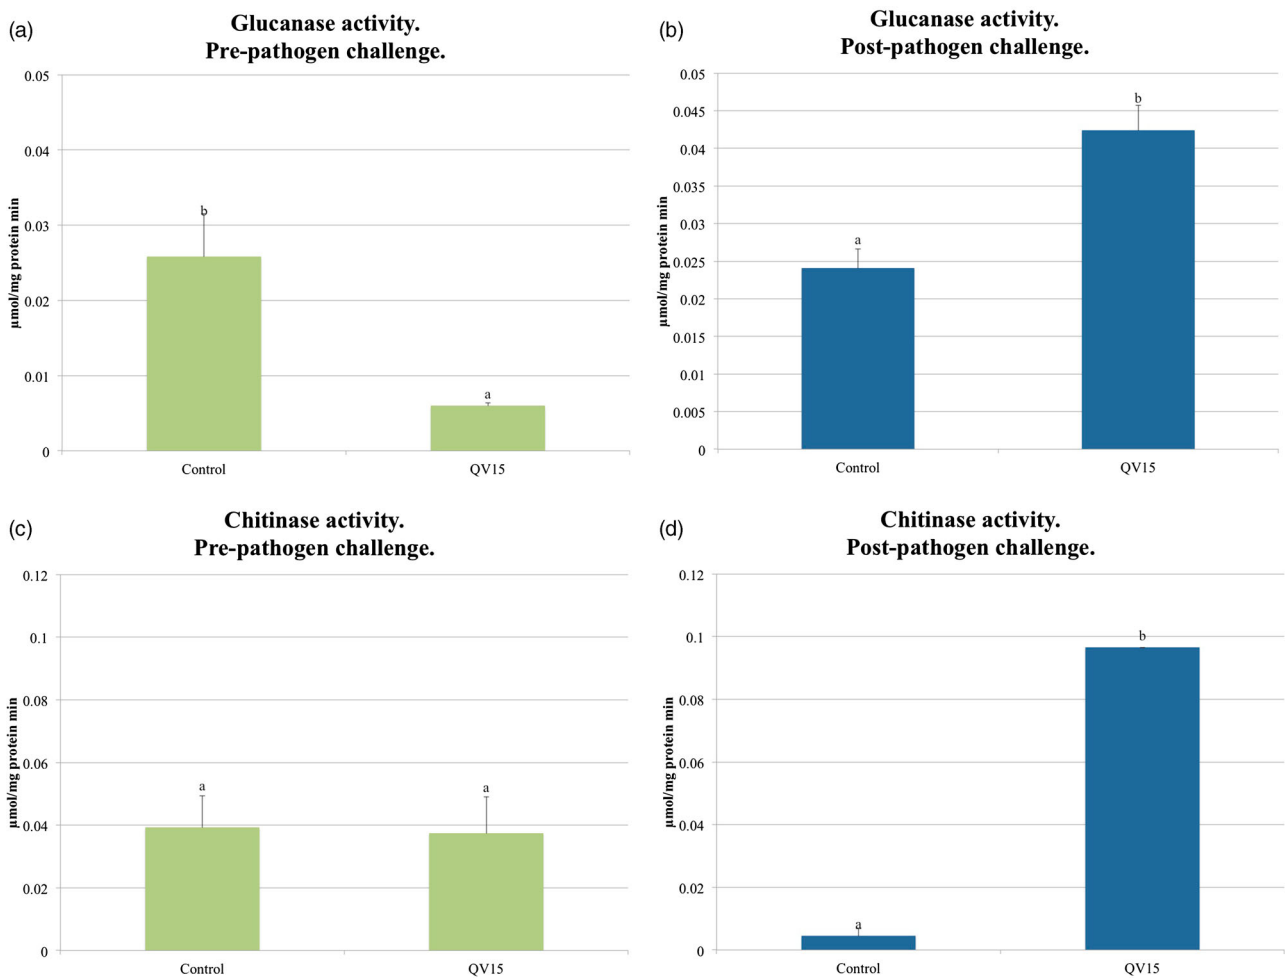 (a)
Glucanase activity.
Pre-pathogen challenge.
0.05
0.04
0.03
0.02
0.01
0
µmol/mg protein min
b
a
Control
QV15
(b)
Glucanase activity.
Post-pathogen challenge.
0.05
0.045
0.04
0.035
0.03
0.025
0.02
0.015
0.01
0.005
0
µmol/mg protein min
a
b
Control
QV15
(c)
Chitinase activity.
Pre-pathogen challenge.
0.12
0.1
0.08
0.06
0.04
0.02
0
µmol/mg protein min
a
a
Control
QV15
(d)
Chitinase activity.
Post-pathogen challenge.
0.12
0.1
0.08
0.06
0.04
0.02
0
µmol/mg protein min
a
b
Control
QV15